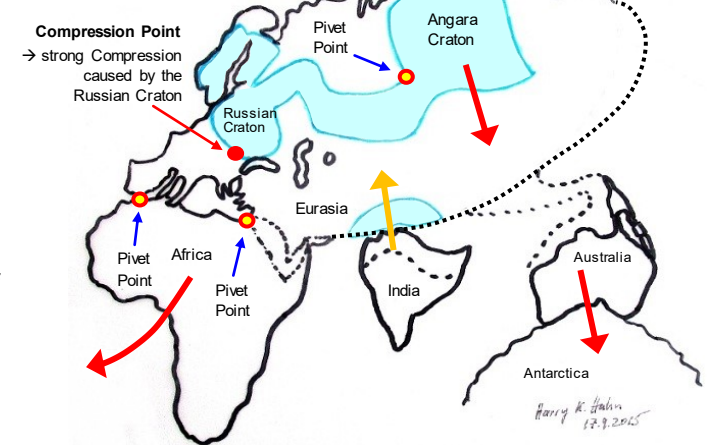 Compression Point
→ strong Compression
caused by the
Russian Craton
Pivet
Point
Angara
Craton
Russian
Craton
Eurasia
Africa
Pivet
Point
Pivet
Point
India
Australia
Antarctica
Harry K. Hahn
17.9.2015